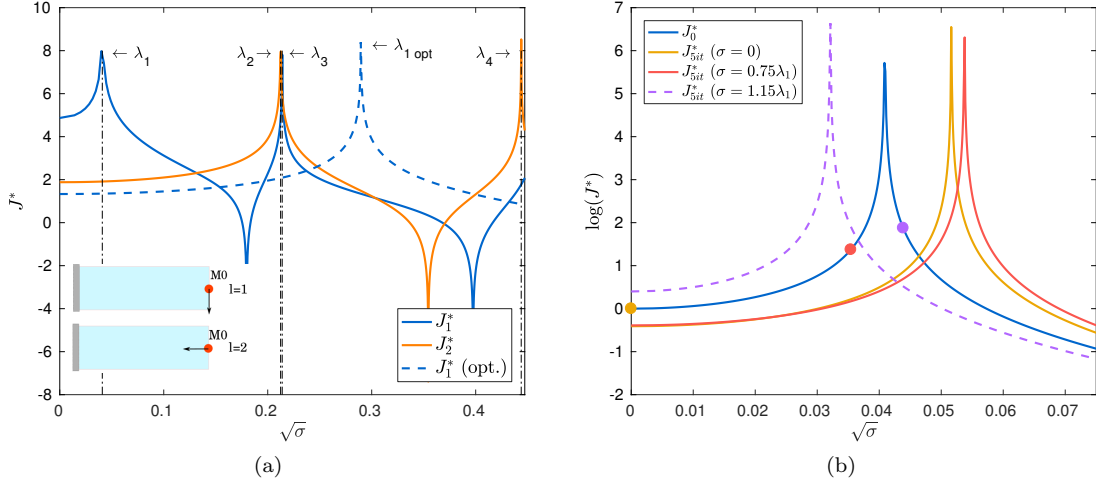 10
8
6
4
2
0
-2
-4
-6
-8
J*
← λ₁
λ₂ →
← λ₃
← λ₁ opt
λ₄ →
M0
l=1
M0
l=2
J₁*
J₂*
J₁* (opt.)
0 0.1 0.2 0.3 0.4
√σ
(a)
7
6
5
4
3
2
1
0
-1
-2
log(J*)
J₀*
J₅ᵢₜ* (σ = 0)
J₅ᵢₜ* (σ = 0.75λ₁)
J₅ᵢₜ* (σ = 1.15λ₁)
0 0.01 0.02 0.03 0.04 0.05 0.06 0.07
√σ
(b)